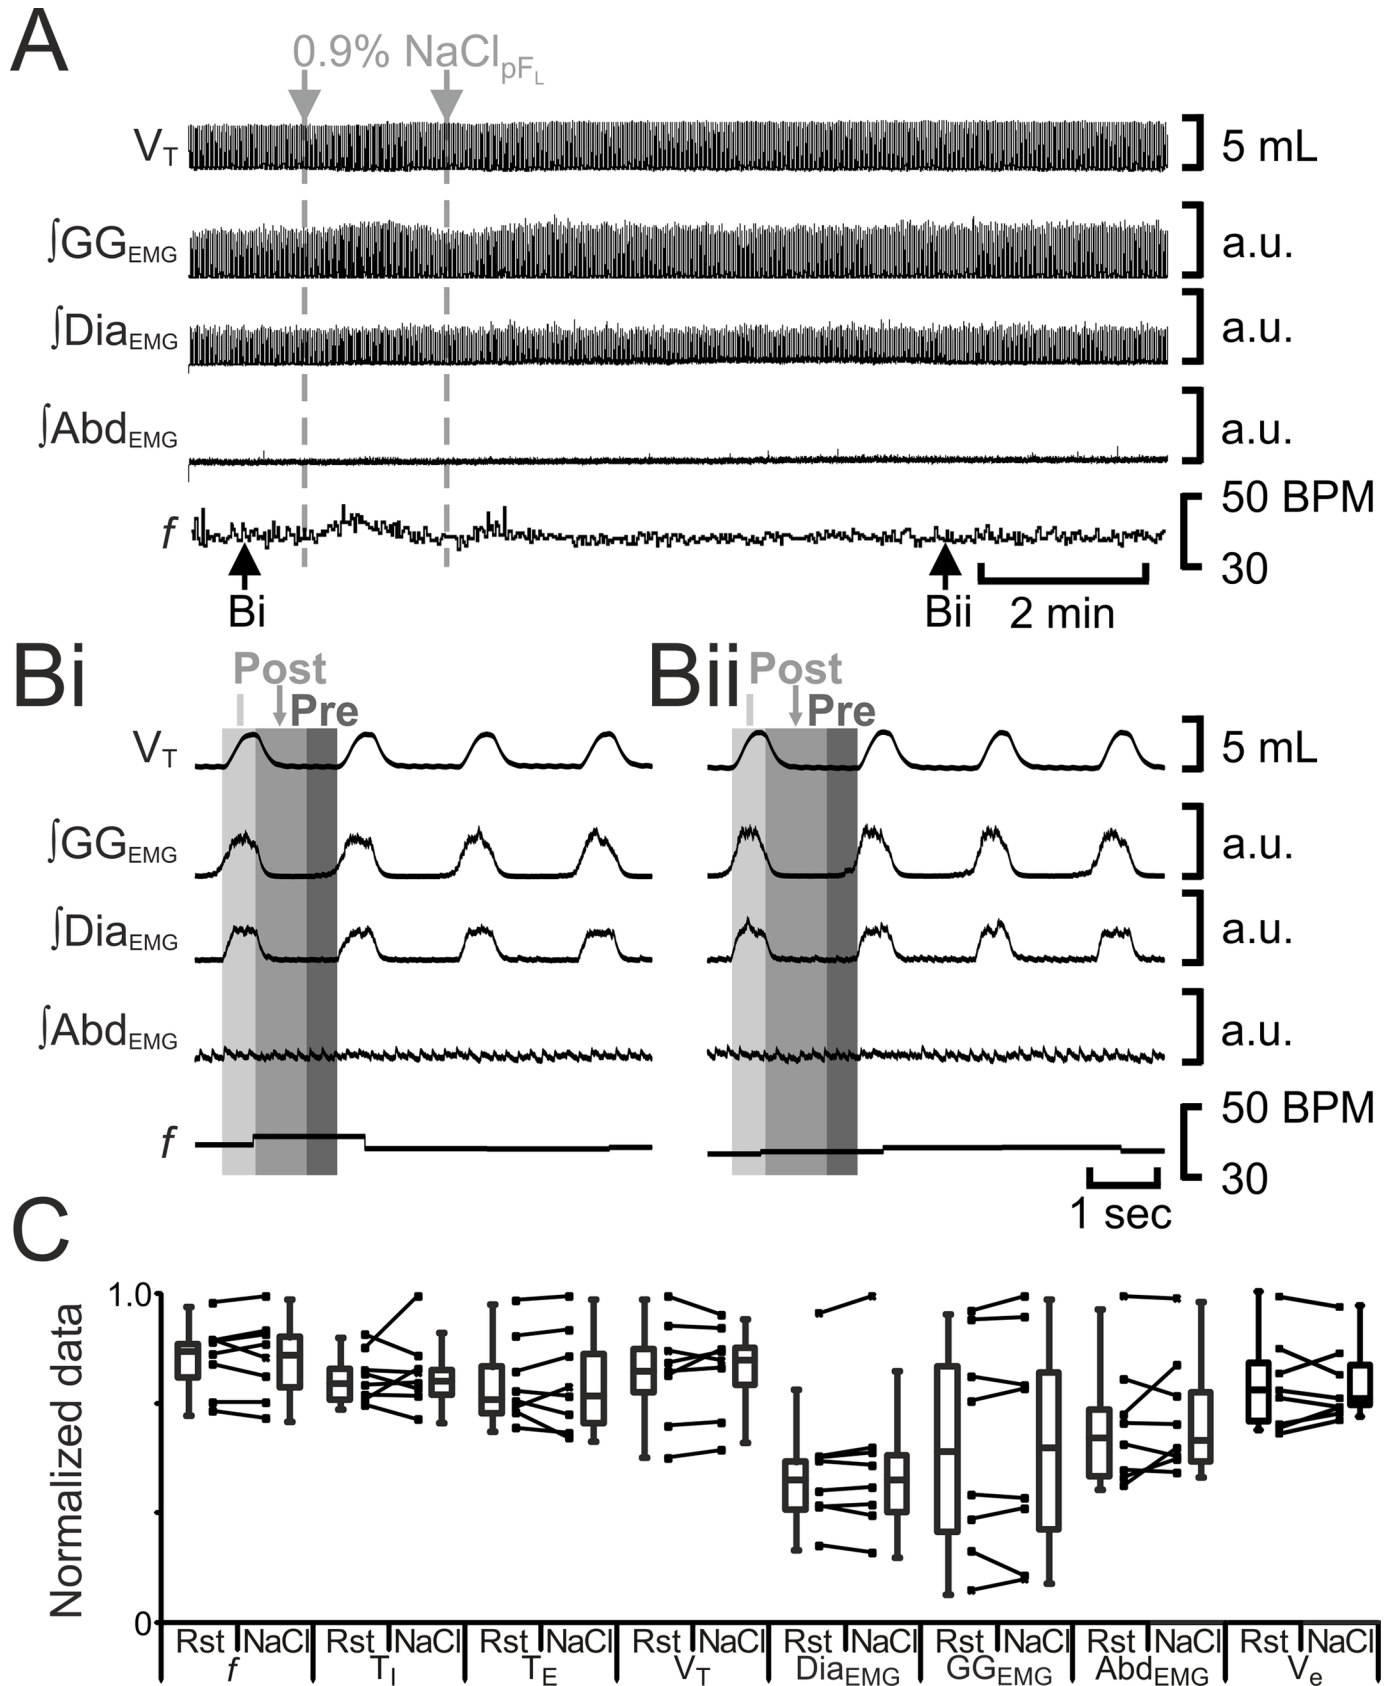 A
0.9% NaCl pFL
VT 5 mL
∫GGEMG a.u.
∫DiaEMG a.u.
∫AbdEMG a.u.
f 50 BPM
30
Bi Bii 2 min
Bi Post Bii Post
Pre Pre
VT 5 mL
∫GGEMG a.u.
∫DiaEMG a.u.
∫AbdEMG a.u.
f 50 BPM
30
1 sec
C
Normalized data
1.0
0
Rst NaCl Rst NaCl Rst NaCl Rst NaCl Rst NaCl Rst NaCl Rst NaCl Rst NaCl
f TI TE VT DiaEMG GGEMG AbdEMG Ve